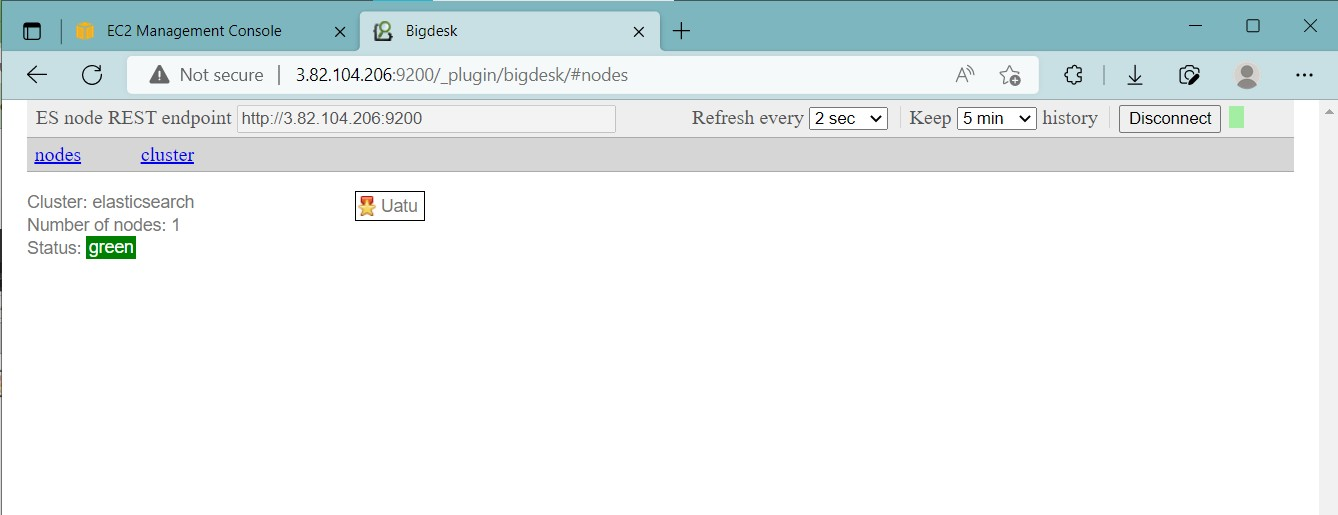 EC2 Management Console
Bigdesk
Not secure | 3.82.104.206:9200/_plugin/bigdesk/#nodes
ES node REST endpoint http://3.82.104.206:9200 Refresh every 2 sec Keep 5 min history Disconnect
nodes cluster
Cluster: elasticsearch
Number of nodes: 1
Status: green
Uatu